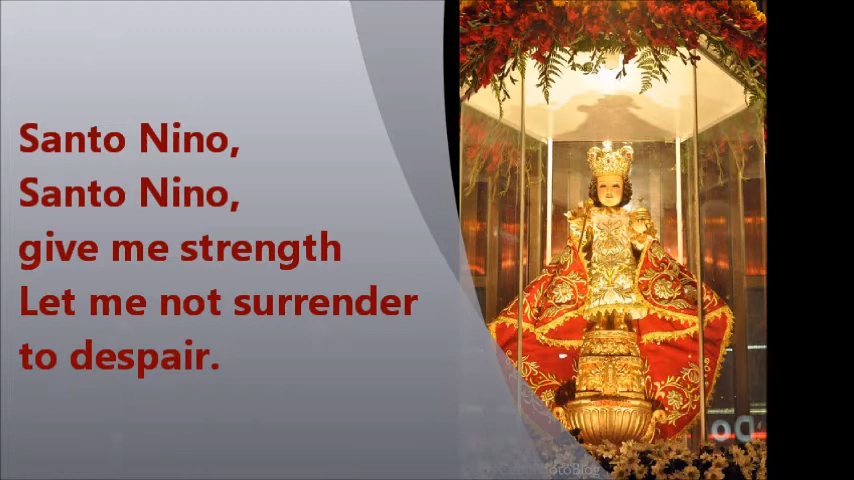 Santo Nino,
Santo Nino,
give me strength
Let me not surrender
to despair.